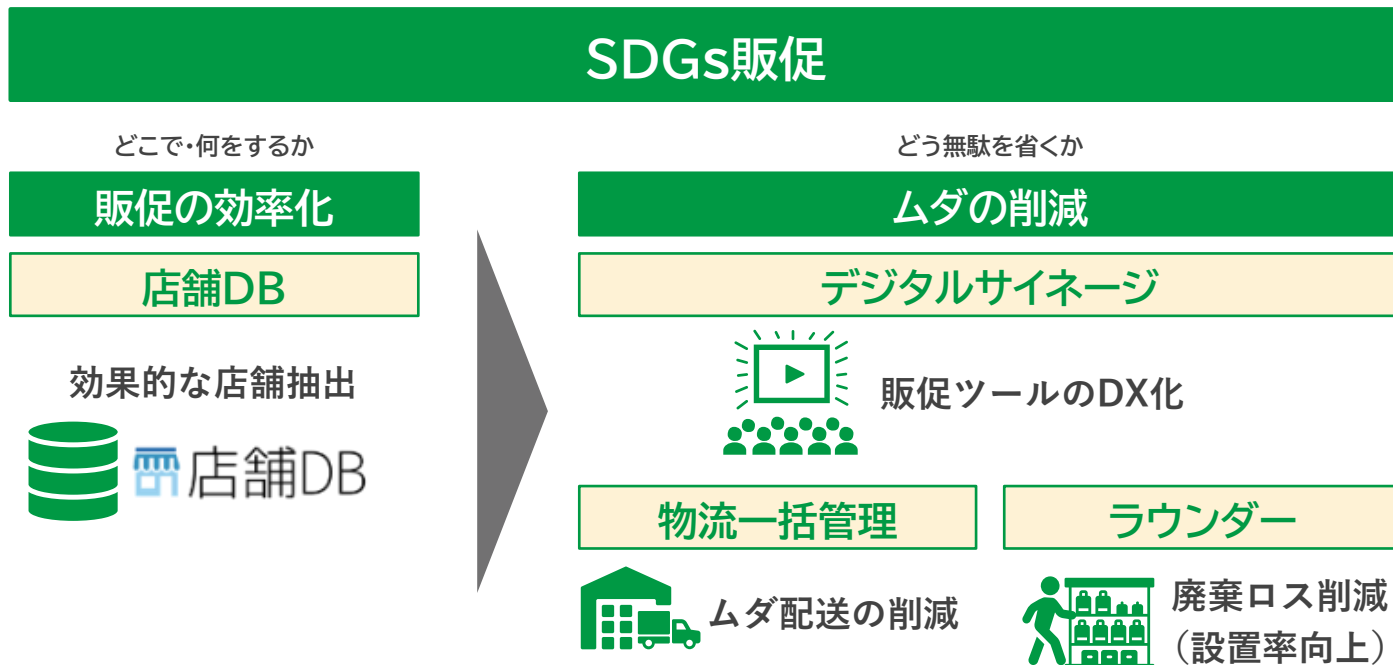 SDGs販促
どこで・何をするか
販促の効率化
店舗DB
効果的な店舗抽出
店舗DB
どう無駄を省くか
ムダの削減
デジタルサイネージ
販促ツールのDX化
物流一括管理
ムダ配送の削減
ラウンダー
廃棄ロス削減
（設置率向上）